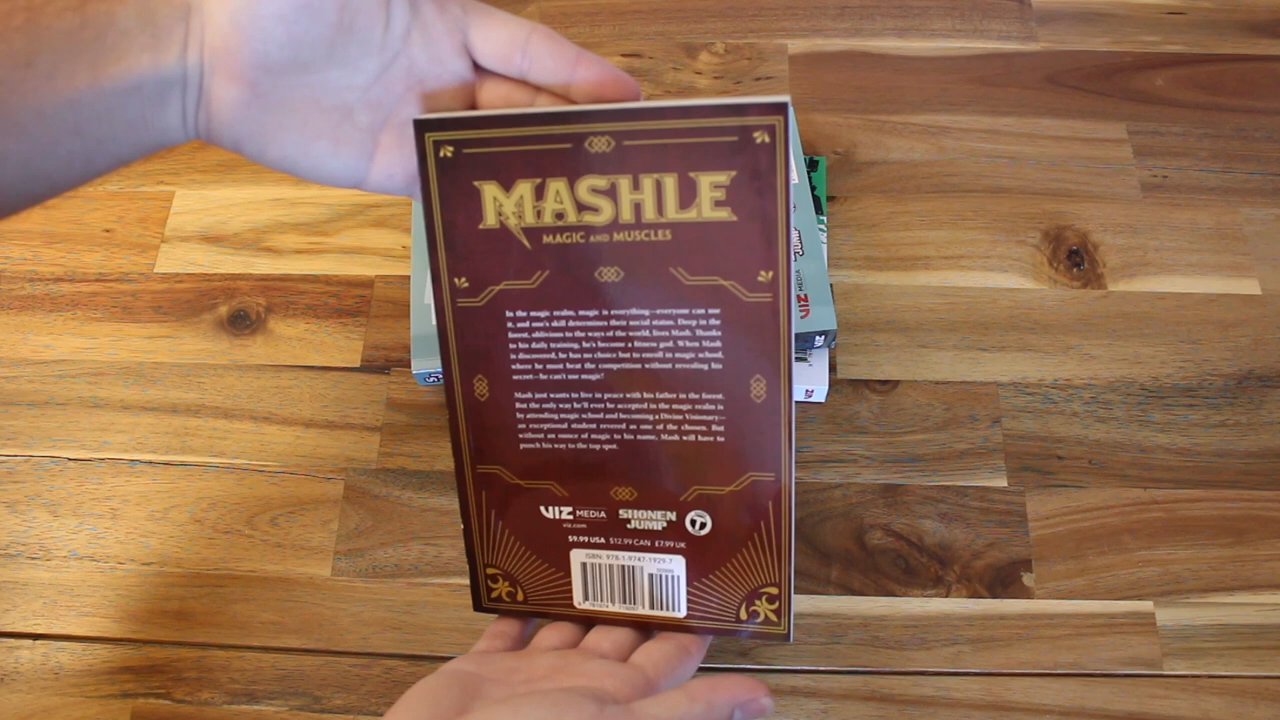 MASHLE
MAGIC AND MUSCLES
In the magic realm, magic is everything—everyone can use
it, and one's skill determines their social status. Deep in the
forest, oblivious to the ways of the world, lives Mash. Thanks
to his daily training, he's become a fitness god. When Mash
is discovered, he has no choice but to enroll in magic school,
where he must beat the competition without revealing his
secret—he can't use magic!
Mash just wants to live in peace with his father in the forest.
But the only way he'll ever be accepted in the magic realm is
by attending magic school and becoming a Divine Visionary—
an exceptional student revered as one of the chosen. But
without an ounce of magic to his name, Mash will have to
punch his way to the top spot.
VIZ MEDIA
viz.com
SHONEN
JUMP
T
$9.99 USA $12.99 CAN £7.99 UK
ISBN: 978-1-9747-1929-7
JUMP
VIZ MEDIA
VIZ